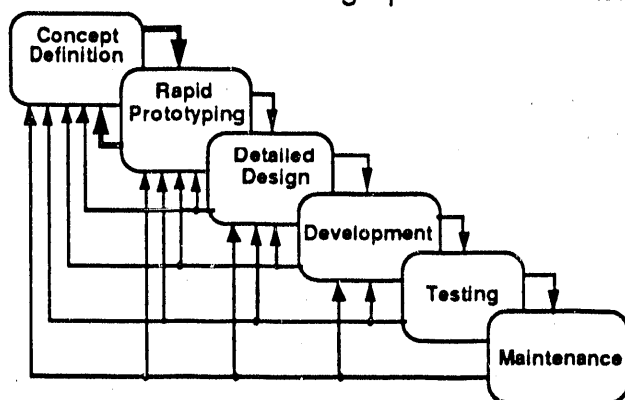 Concept
Definition
Rapid
Prototyping
Detailed
Design
Development
Testing
Maintenance